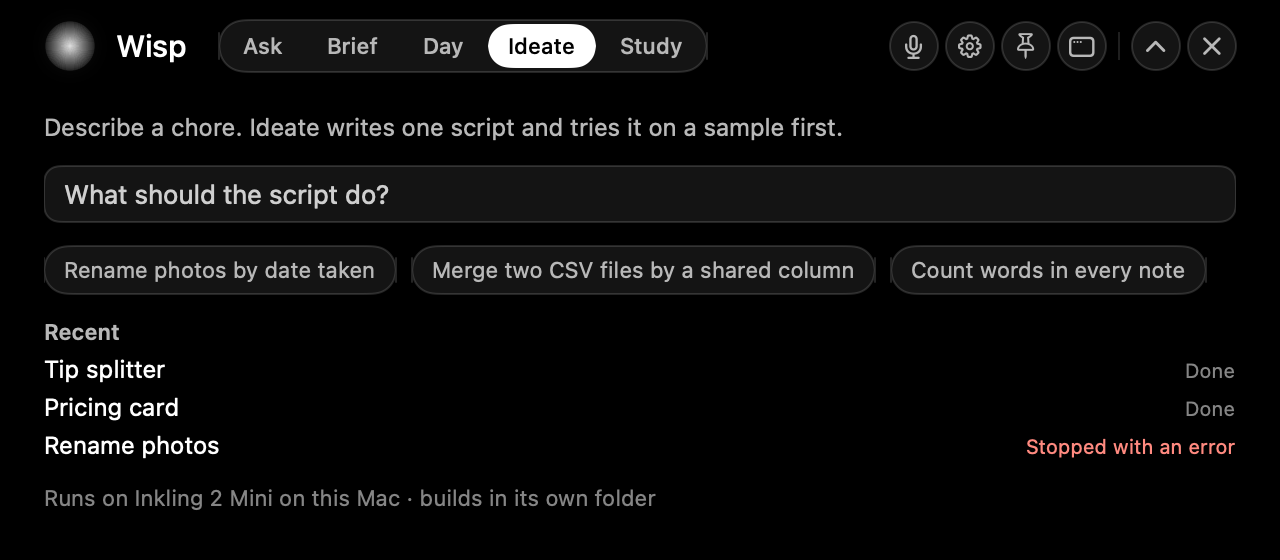 Wisp Ask Brief Day Ideate Study
Describe a chore. Ideate writes one script and tries it on a sample first.
What should the script do?
Rename photos by date taken Merge two CSV files by a shared column Count words in every note
Recent
Tip splitter Done
Pricing card Done
Rename photos Stopped with an error
Runs on Inkling 2 Mini on this Mac · builds in its own folder